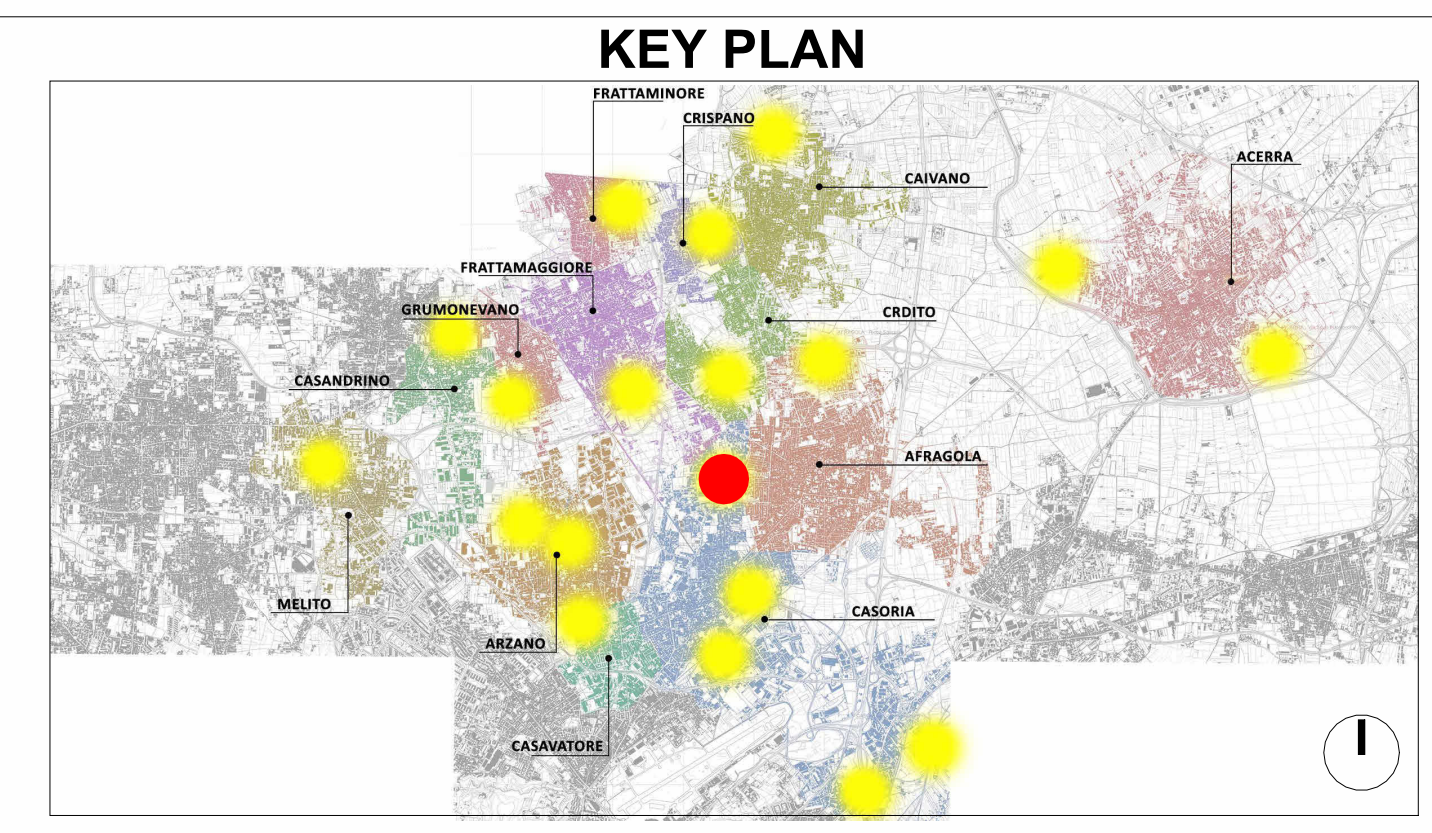 KEY PLAN
FRATTAMINORE
CRISPANO
ACERRA
CAIVANO
FRATTAMAGGIORE
GRUMONEVANO
CRDITO
CASANDRINO
AFRAGOLA
MELITO
CASORIA
ARZANO
CASAVATORE